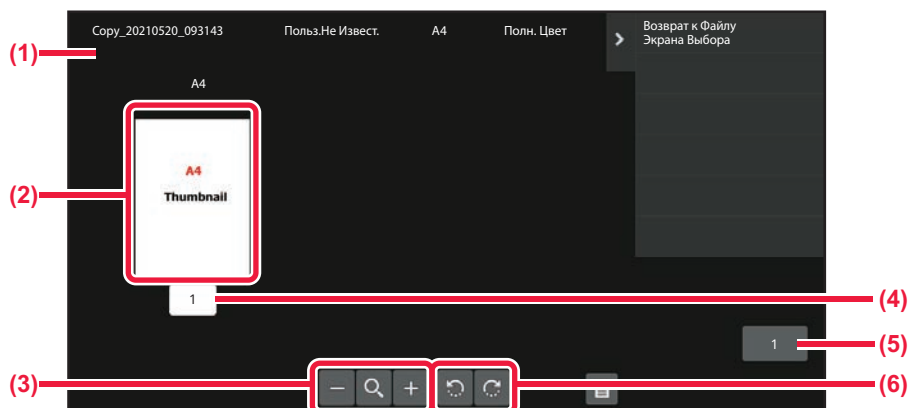 Copy_20210520_093143 Польз.Не Извест. A4 Полн. Цвет
Возврат к Файлу
Экрана Выбора
(1)
A4
A4
Thumbnail
(2)
1
(4)
1
(5)
(3)
(6)